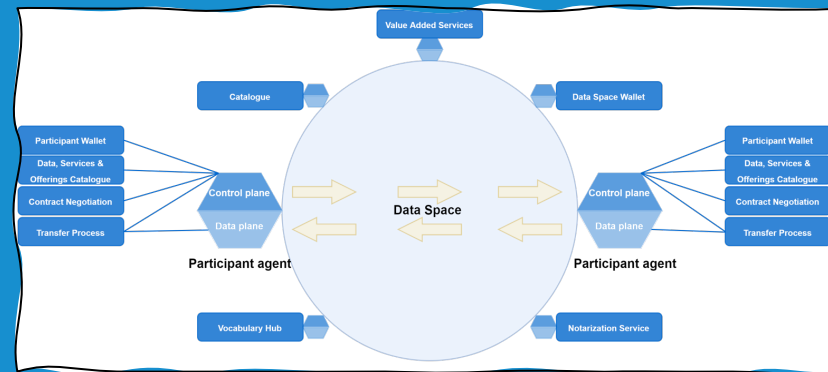 Value Added Services
Catalogue
Data Space Wallet
Participant Wallet
Data, Services &
Offerings Catalogue
Contract Negotiation
Transfer Process
Control plane
Data plane
Participant agent
Data Space
Control plane
Data plane
Participant agent
Participant Wallet
Data, Services &
Offerings Catalogue
Contract Negotiation
Transfer Process
Vocabulary Hub
Notarization Service